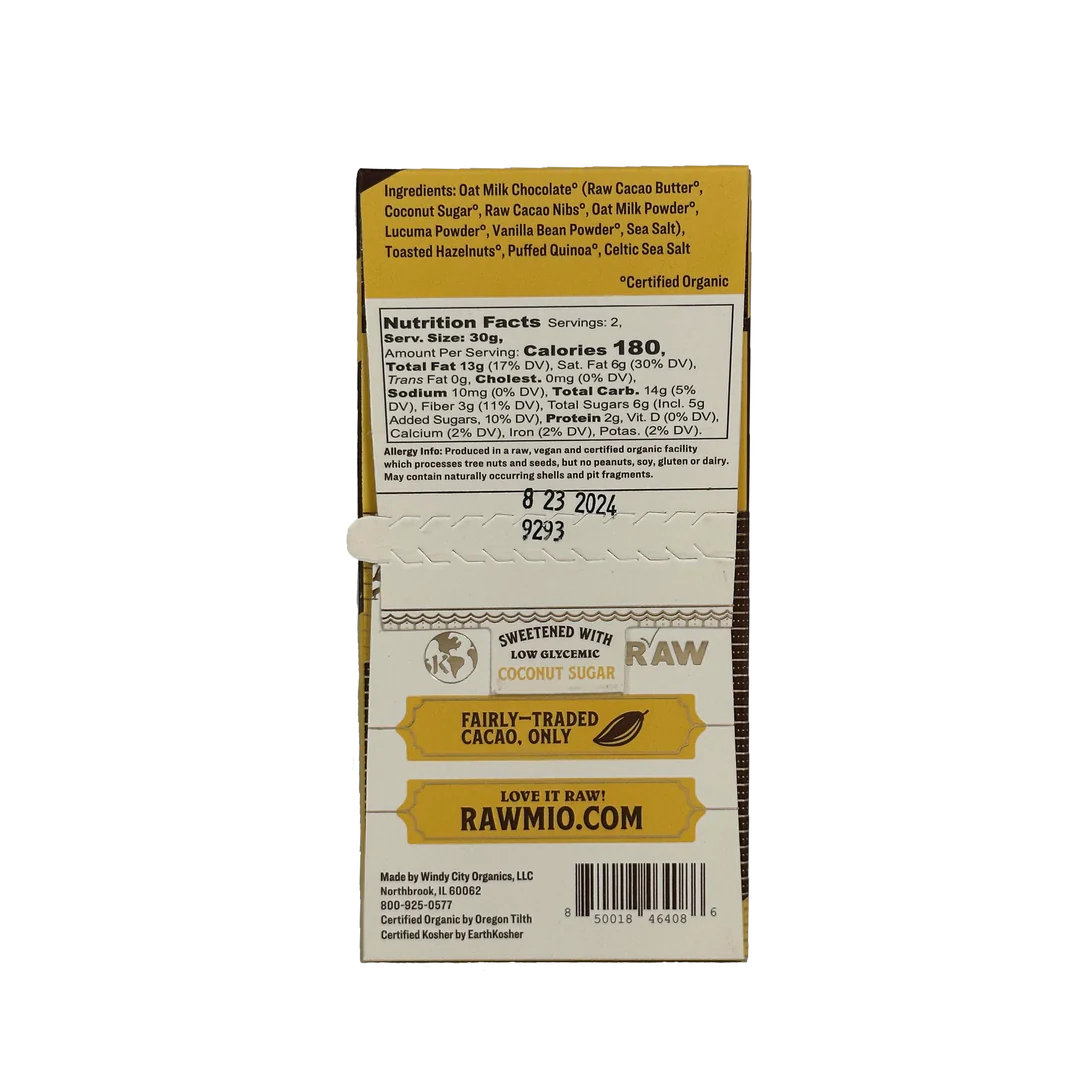 Ingredients: Oat Milk Chocolate° (Raw Cacao Butter°,
Coconut Sugar°, Raw Cacao Nibs°, Oat Milk Powder°,
Lucuma Powder°, Vanilla Bean Powder°, Sea Salt),
Toasted Hazelnuts°, Puffed Quinoa°, Celtic Sea Salt
°Certified Organic
Nutrition Facts Servings: 2,
Serv. Size: 30g,
Amount Per Serving: Calories 180,
Total Fat 13g (17% DV), Sat. Fat 6g (30% DV),
Trans Fat 0g, Cholest. 0mg (0% DV),
Sodium 10mg (0% DV), Total Carb. 14g (5%
DV), Fiber 3g (11% DV), Total Sugars 6g (Incl. 5g
Added Sugars, 10% DV), Protein 2g, Vit. D (0% DV),
Calcium (2% DV), Iron (2% DV), Potas. (2% DV).
Allergy Info: Produced in a raw, vegan and certified organic facility
which processes tree nuts and seeds, but no peanuts, soy, gluten or dairy.
May contain naturally occurring shells and pit fragments.
8 23 2024
9293
K
SWEETENED WITH
LOW GLYCEMIC
COCONUT SUGAR
RAW
FAIRLY-TRADED
CACAO, ONLY
LOVE IT RAW!
RAWMIO.COM
Made by Windy City Organics, LLC
Northbrook, IL 60062
800-925-0577
Certified Organic by Oregon Tilth
Certified Kosher by EarthKosher
8 50018 46408 6